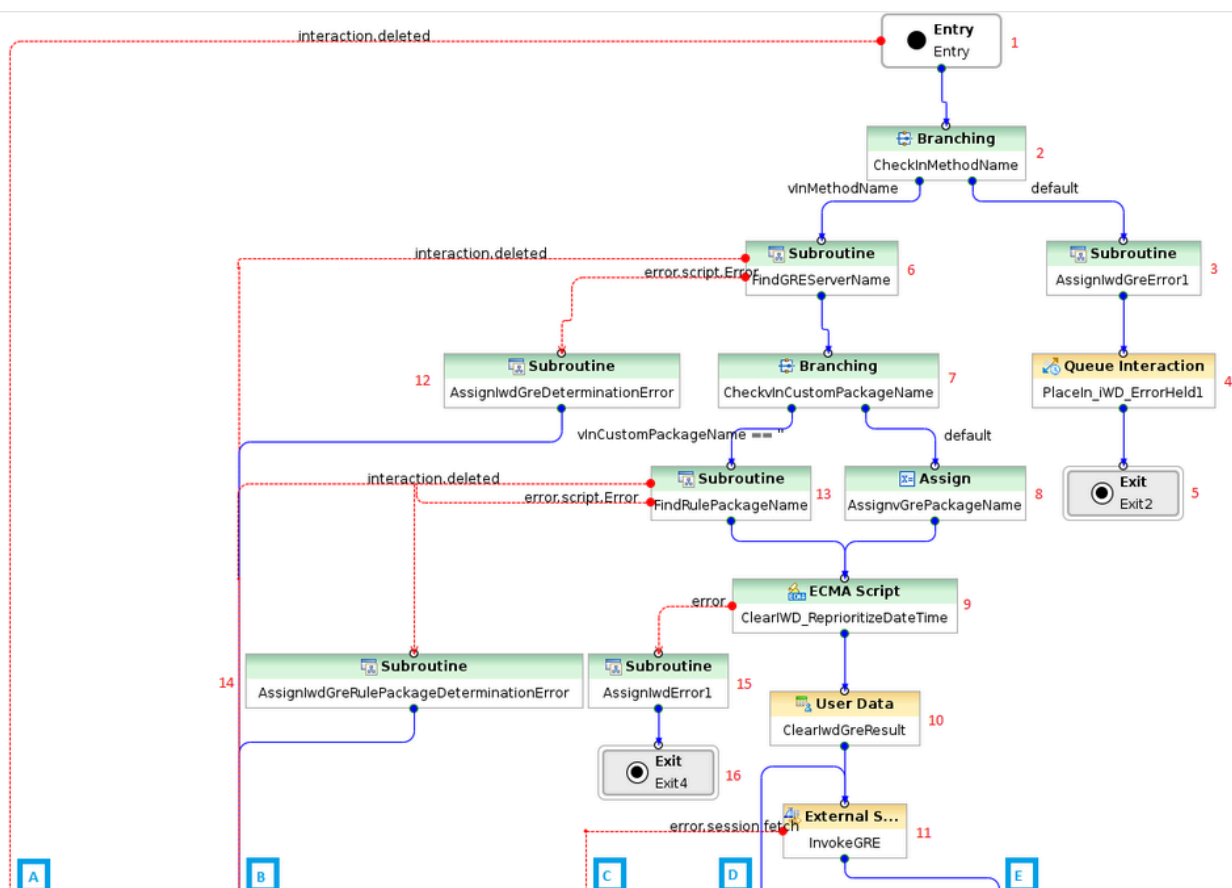 interaction.deleted
Entry
Entry
1
Branching
CheckInMethodName
2
vInMethodName
default
interaction.deleted
error.script.Error
Subroutine
FindGREServerName
6
Subroutine
AssignIwdGreError1
3
12
Subroutine
AssignIwdGreDeterminationError
Branching
CheckvInCustomPackageName
7
Queue Interaction
PlaceIn_iWD_ErrorHeld1
4
vInCustomPackageName == ''
default
interaction.deleted
error.script.Error
Subroutine
FindRulePackageName
13
Assign
AssignvGrePackageName
8
Exit
Exit2
5
error
ECMA Script
ClearIWD_ReprioritizeDateTime
9
14
Subroutine
AssignIwdGreRulePackageDeterminationError
Subroutine
AssignIwdError1
15
User Data
ClearIwdGreResult
10
Exit
Exit4
16
error.session.fetch
External S...
InvokeGRE
11
A
B
C
D
E